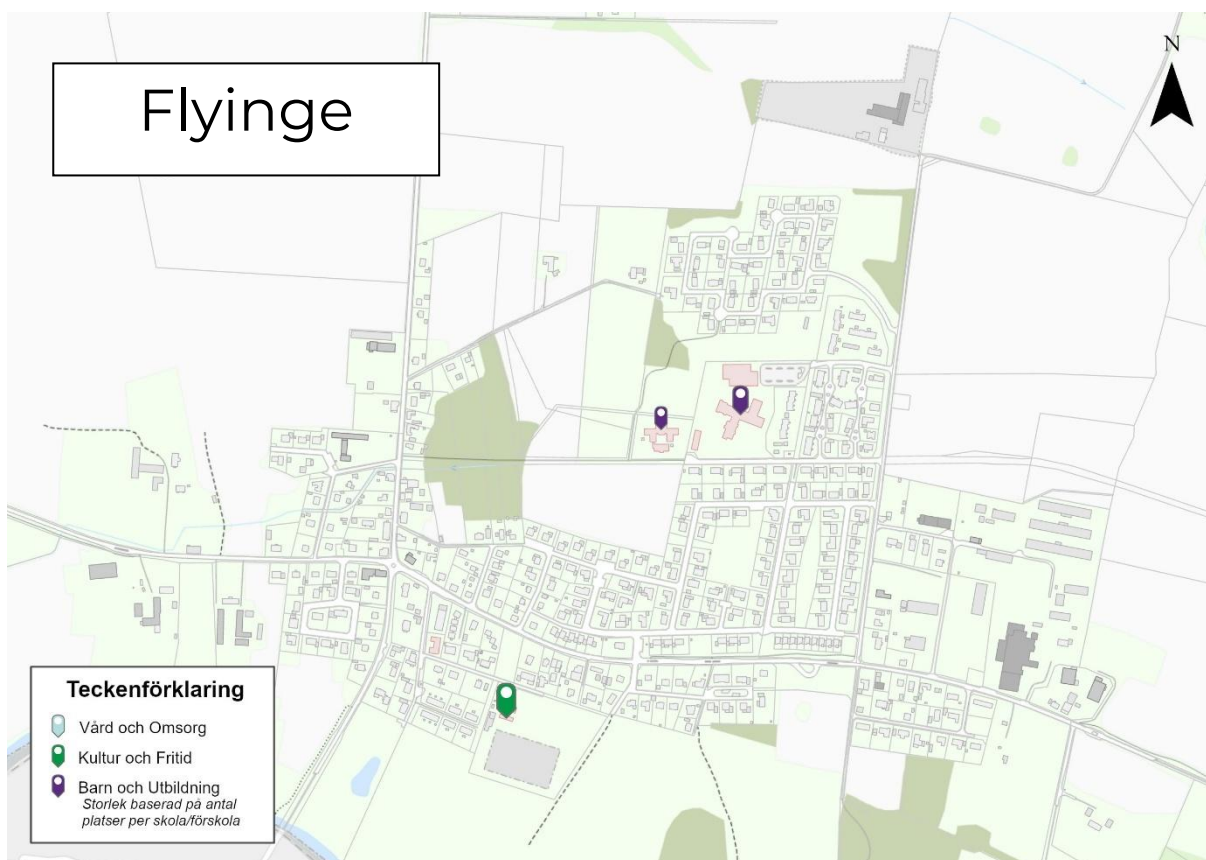 Flyinge
N
Teckenförklaring
Vård och Omsorg
Kultur och Fritid
Barn och Utbildning
Storlek baserad på antal
platser per skola/förskola